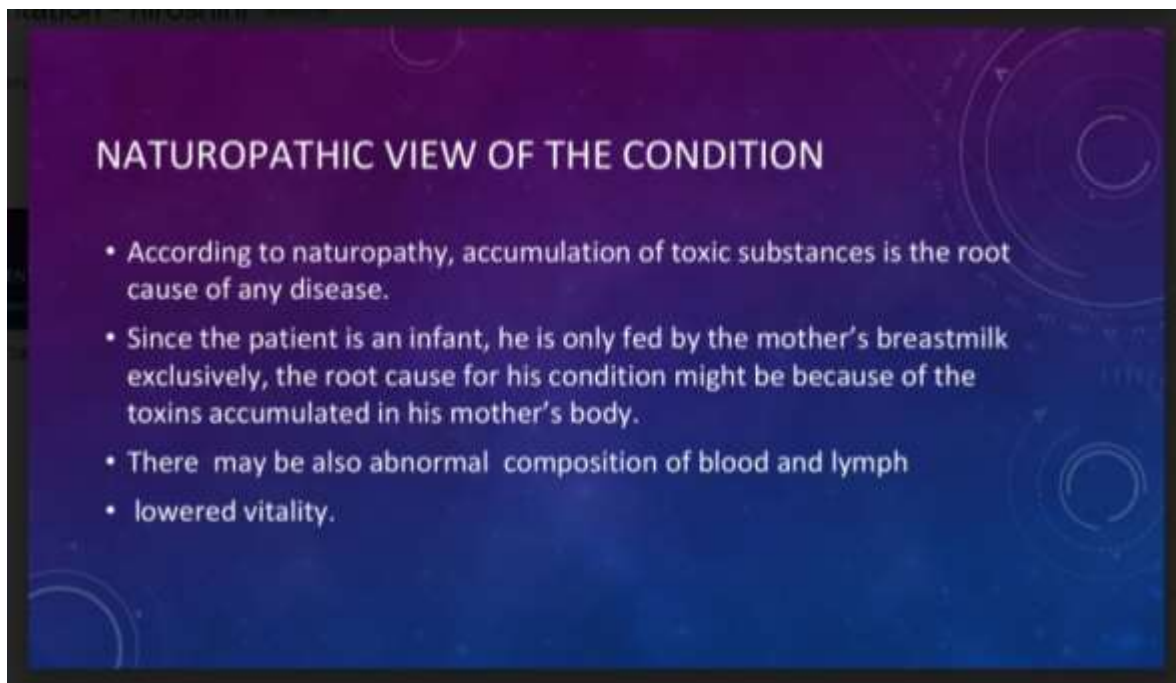 NATUROPATHIC VIEW OF THE CONDITION
• According to naturopathy, accumulation of toxic substances is the root
cause of any disease.
• Since the patient is an infant, he is only fed by the mother's breastmilk
exclusively, the root cause for his condition might be because of the
toxins accumulated in his mother's body.
• There  may be also abnormal  composition of blood and lymph
•  lowered vitality.